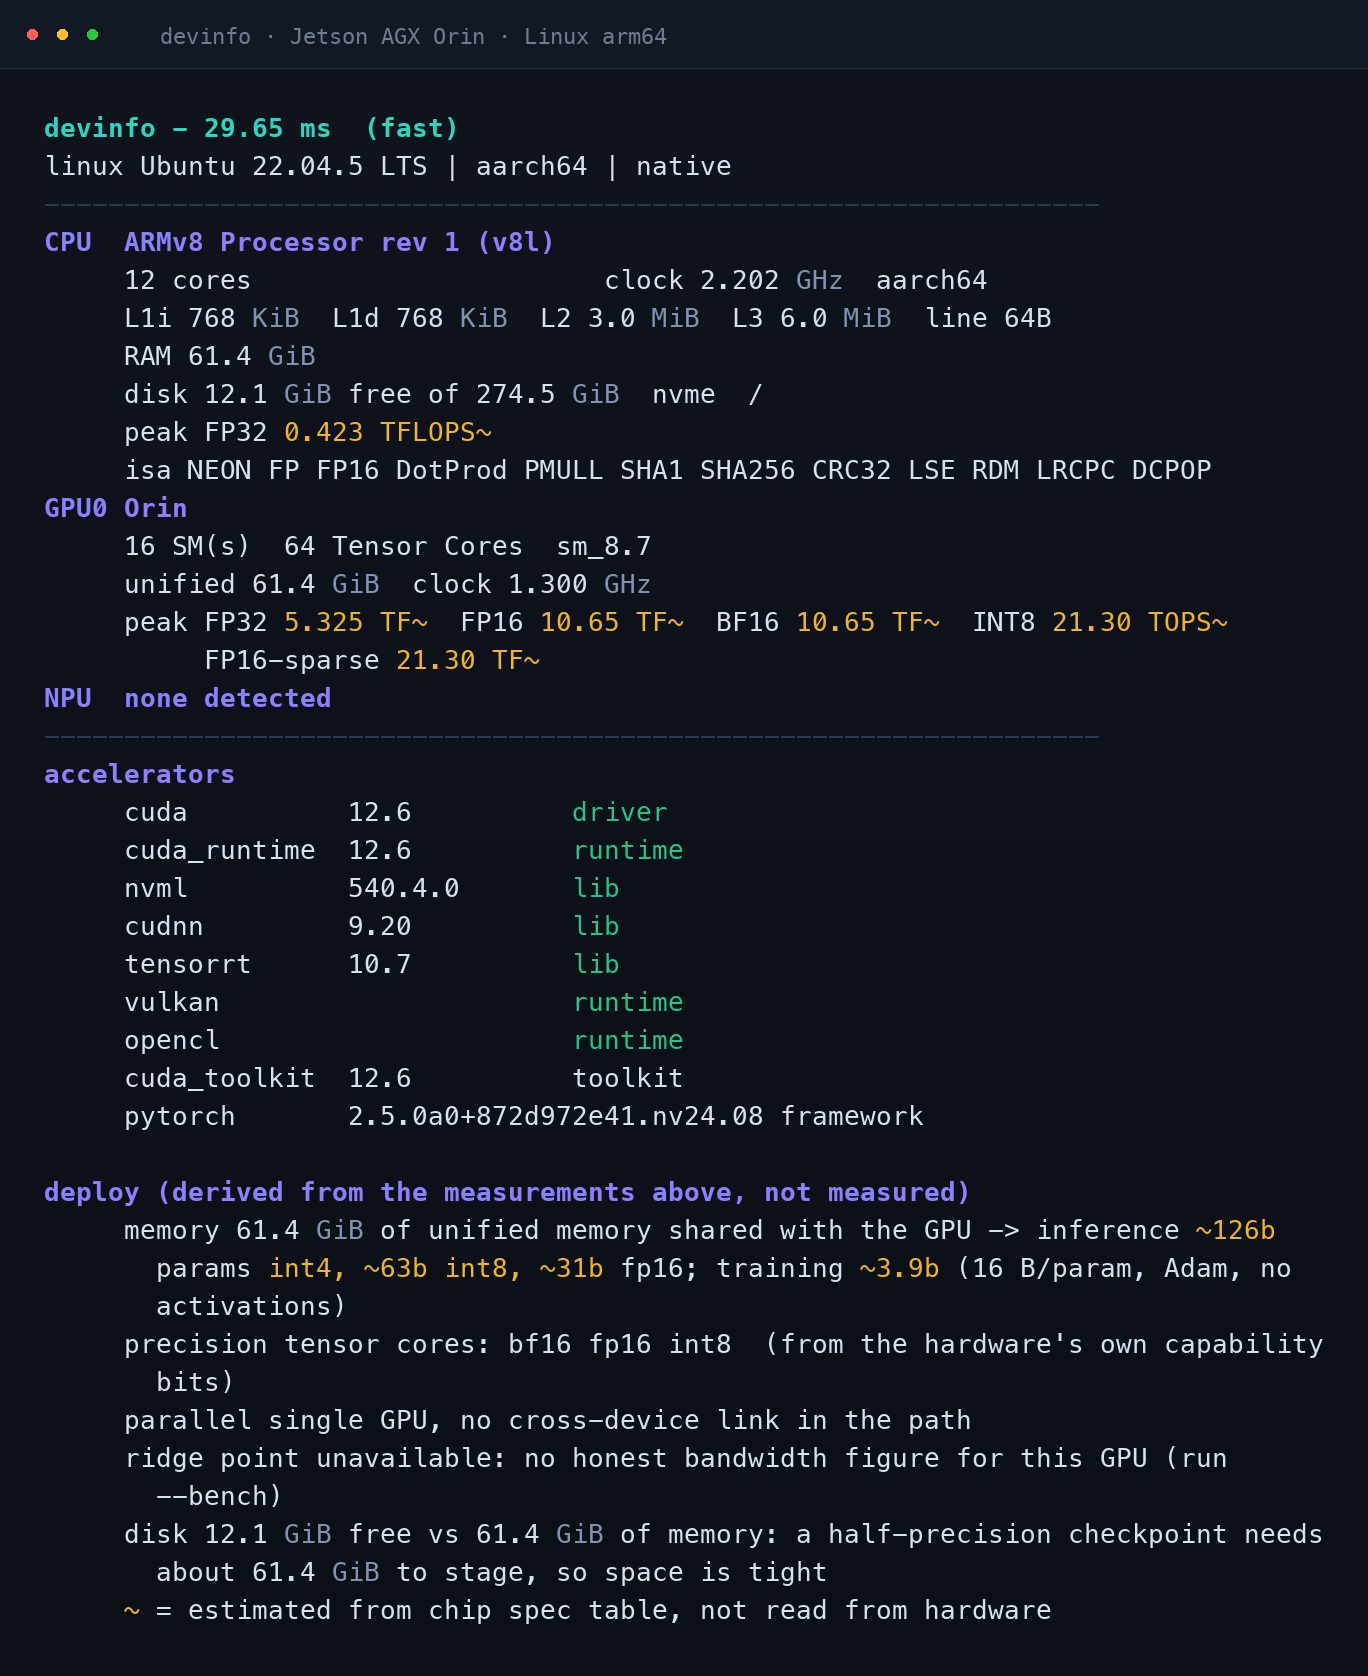 devinfo · Jetson AGX Orin · Linux arm64
devinfo — 29.65 ms  (fast)
linux Ubuntu 22.04.5 LTS | aarch64 | native
──────────────────────────────────────────────────────────────────
CPU  ARMv8 Processor rev 1 (v8l)
     12 cores                      clock 2.202 GHz  aarch64
     L1i 768 KiB  L1d 768 KiB  L2 3.0 MiB  L3 6.0 MiB  line 64B
     RAM 61.4 GiB
     disk 12.1 GiB free of 274.5 GiB  nvme  /
     peak FP32 0.423 TFLOPS~
     isa NEON FP FP16 DotProd PMULL SHA1 SHA256 CRC32 LSE RDM LRCPC DCPOP
GPU0 Orin
     16 SM(s)  64 Tensor Cores  sm_8.7
     unified 61.4 GiB  clock 1.300 GHz
     peak FP32 5.325 TF~  FP16 10.65 TF~  BF16 10.65 TF~  INT8 21.30 TOPS~
          FP16-sparse 21.30 TF~
NPU  none detected
──────────────────────────────────────────────────────────────────
accelerators
     cuda          12.6          driver
     cuda_runtime  12.6          runtime
     nvml          540.4.0       lib
     cudnn         9.20          lib
     tensorrt      10.7          lib
     vulkan                      runtime
     opencl                      runtime
     cuda_toolkit  12.6          toolkit
     pytorch       2.5.0a0+872d972e41.nv24.08 framework
deploy (derived from the measurements above, not measured)
     memory 61.4 GiB of unified memory shared with the GPU -> inference ~126b
       params int4, ~63b int8, ~31b fp16; training ~3.9b (16 B/param, Adam, no
       activations)
     precision tensor cores: bf16 fp16 int8  (from the hardware's own capability
       bits)
     parallel single GPU, no cross-device link in the path
     ridge point unavailable: no honest bandwidth figure for this GPU (run
       --bench)
     disk 12.1 GiB free vs 61.4 GiB of memory: a half-precision checkpoint needs
       about 61.4 GiB to stage, so space is tight
     ~ = estimated from chip spec table, not read from hardware